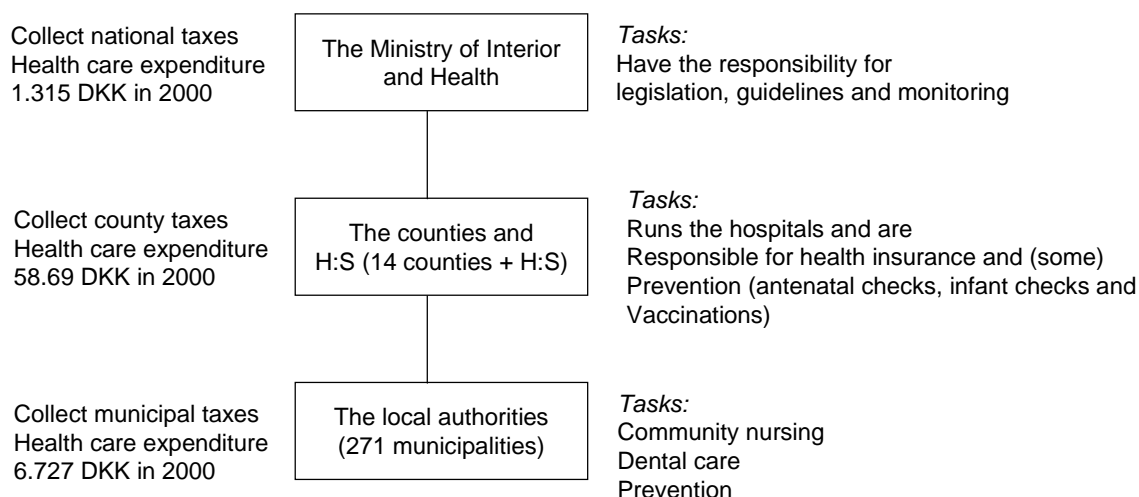 Collect national taxes
Health care expenditure
1.315 DKK in 2000
The Ministry of Interior
and Health
Tasks:
Have the responsibility for
legislation, guidelines and monitoring
Collect county taxes
Health care expenditure
58.69 DKK in 2000
The counties and
H:S (14 counties + H:S)
Tasks:
Runs the hospitals and are
Responsible for health insurance and (some)
Prevention (antenatal checks, infant checks and
Vaccinations)
Collect municipal taxes
Health care expenditure
6.727 DKK in 2000
The local authorities
(271 municipalities)
Tasks:
Community nursing
Dental care
Prevention